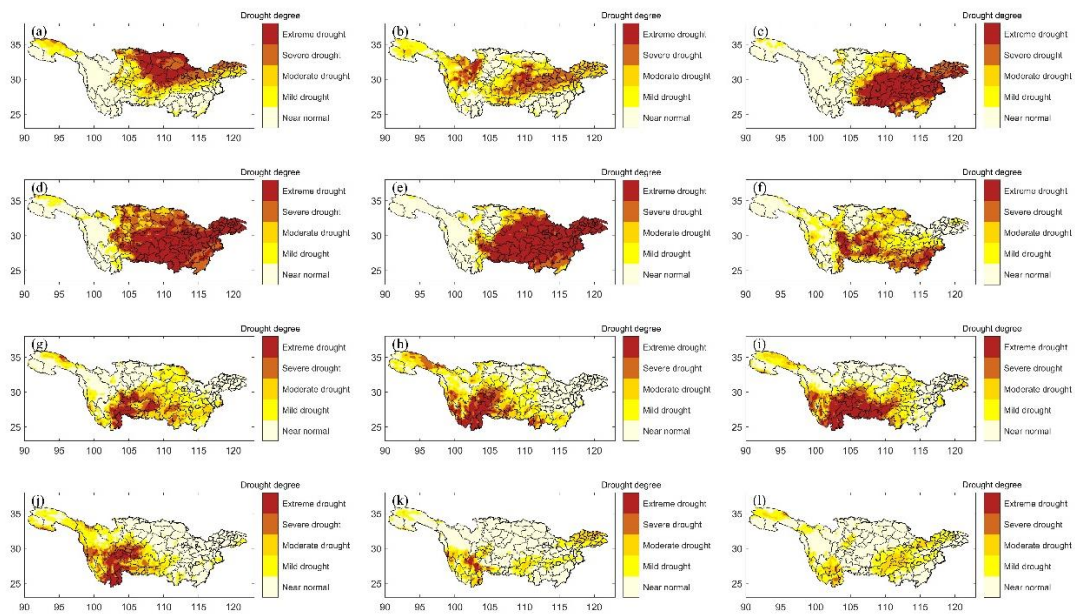 Drought degree
(a)
35
30
25
90 95 100 105 110 115 120
Extreme drought
Severe drought
Moderate drought
Mild drought
Near normal
Drought degree
(b)
35
30
25
90 95 100 105 110 115 120
Extreme drought
Severe drought
Moderate drought
Mild drought
Near normal
Drought degree
(c)
35
30
25
90 95 100 105 110 115 120
Extreme drought
Severe drought
Moderate drought
Mild drought
Near normal
Drought degree
(d)
35
30
25
90 95 100 105 110 115 120
Extreme drought
Severe drought
Moderate drought
Mild drought
Near normal
Drought degree
(e)
35
30
25
90 95 100 105 110 115 120
Extreme drought
Severe drought
Moderate drought
Mild drought
Near normal
Drought degree
(f)
35
30
25
90 95 100 105 110 115 120
Extreme drought
Severe drought
Moderate drought
Mild drought
Near normal
Drought degree
(g)
35
30
25
90 95 100 105 110 115 120
Extreme drought
Severe drought
Moderate drought
Mild drought
Near normal
Drought degree
(h)
35
30
25
90 95 100 105 110 115 120
Extreme drought
Severe drought
Moderate drought
Mild drought
Near normal
Drought degree
(i)
35
30
25
90 95 100 105 110 115 120
Extreme drought
Severe drought
Moderate drought
Mild drought
Near normal
Drought degree
(j)
35
30
25
90 95 100 105 110 115 120
Extreme drought
Severe drought
Moderate drought
Mild drought
Near normal
Drought degree
(k)
35
30
25
90 95 100 105 110 115 120
Extreme drought
Severe drought
Moderate drought
Mild drought
Near normal
Drought degree
(l)
35
30
25
90 95 100 105 110 115 120
Extreme drought
Severe drought
Moderate drought
Mild drought
Near normal